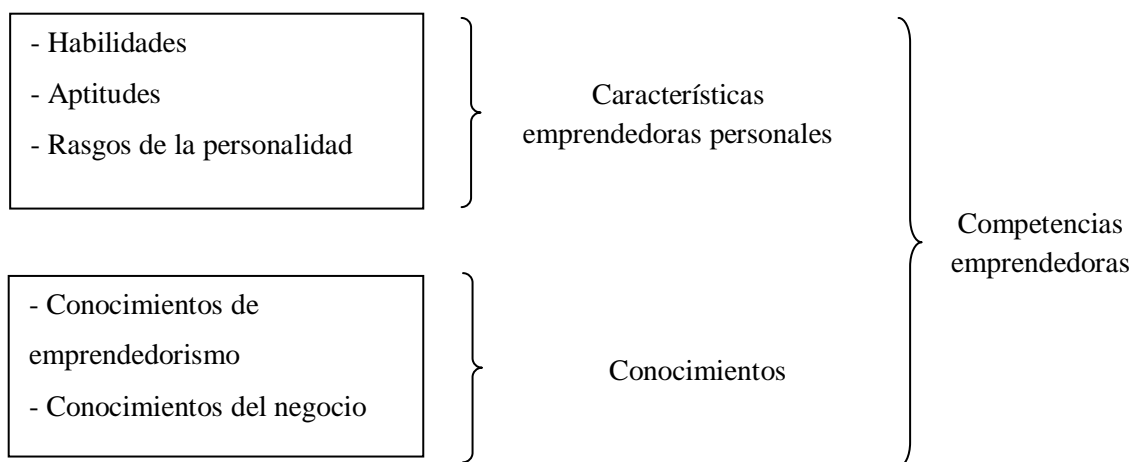 - Habilidades
- Aptitudes
- Rasgos de la personalidad
Características
emprendedoras personales
- Conocimientos de
emprendedorismo
- Conocimientos del negocio
Conocimientos
Competencias
emprendedoras